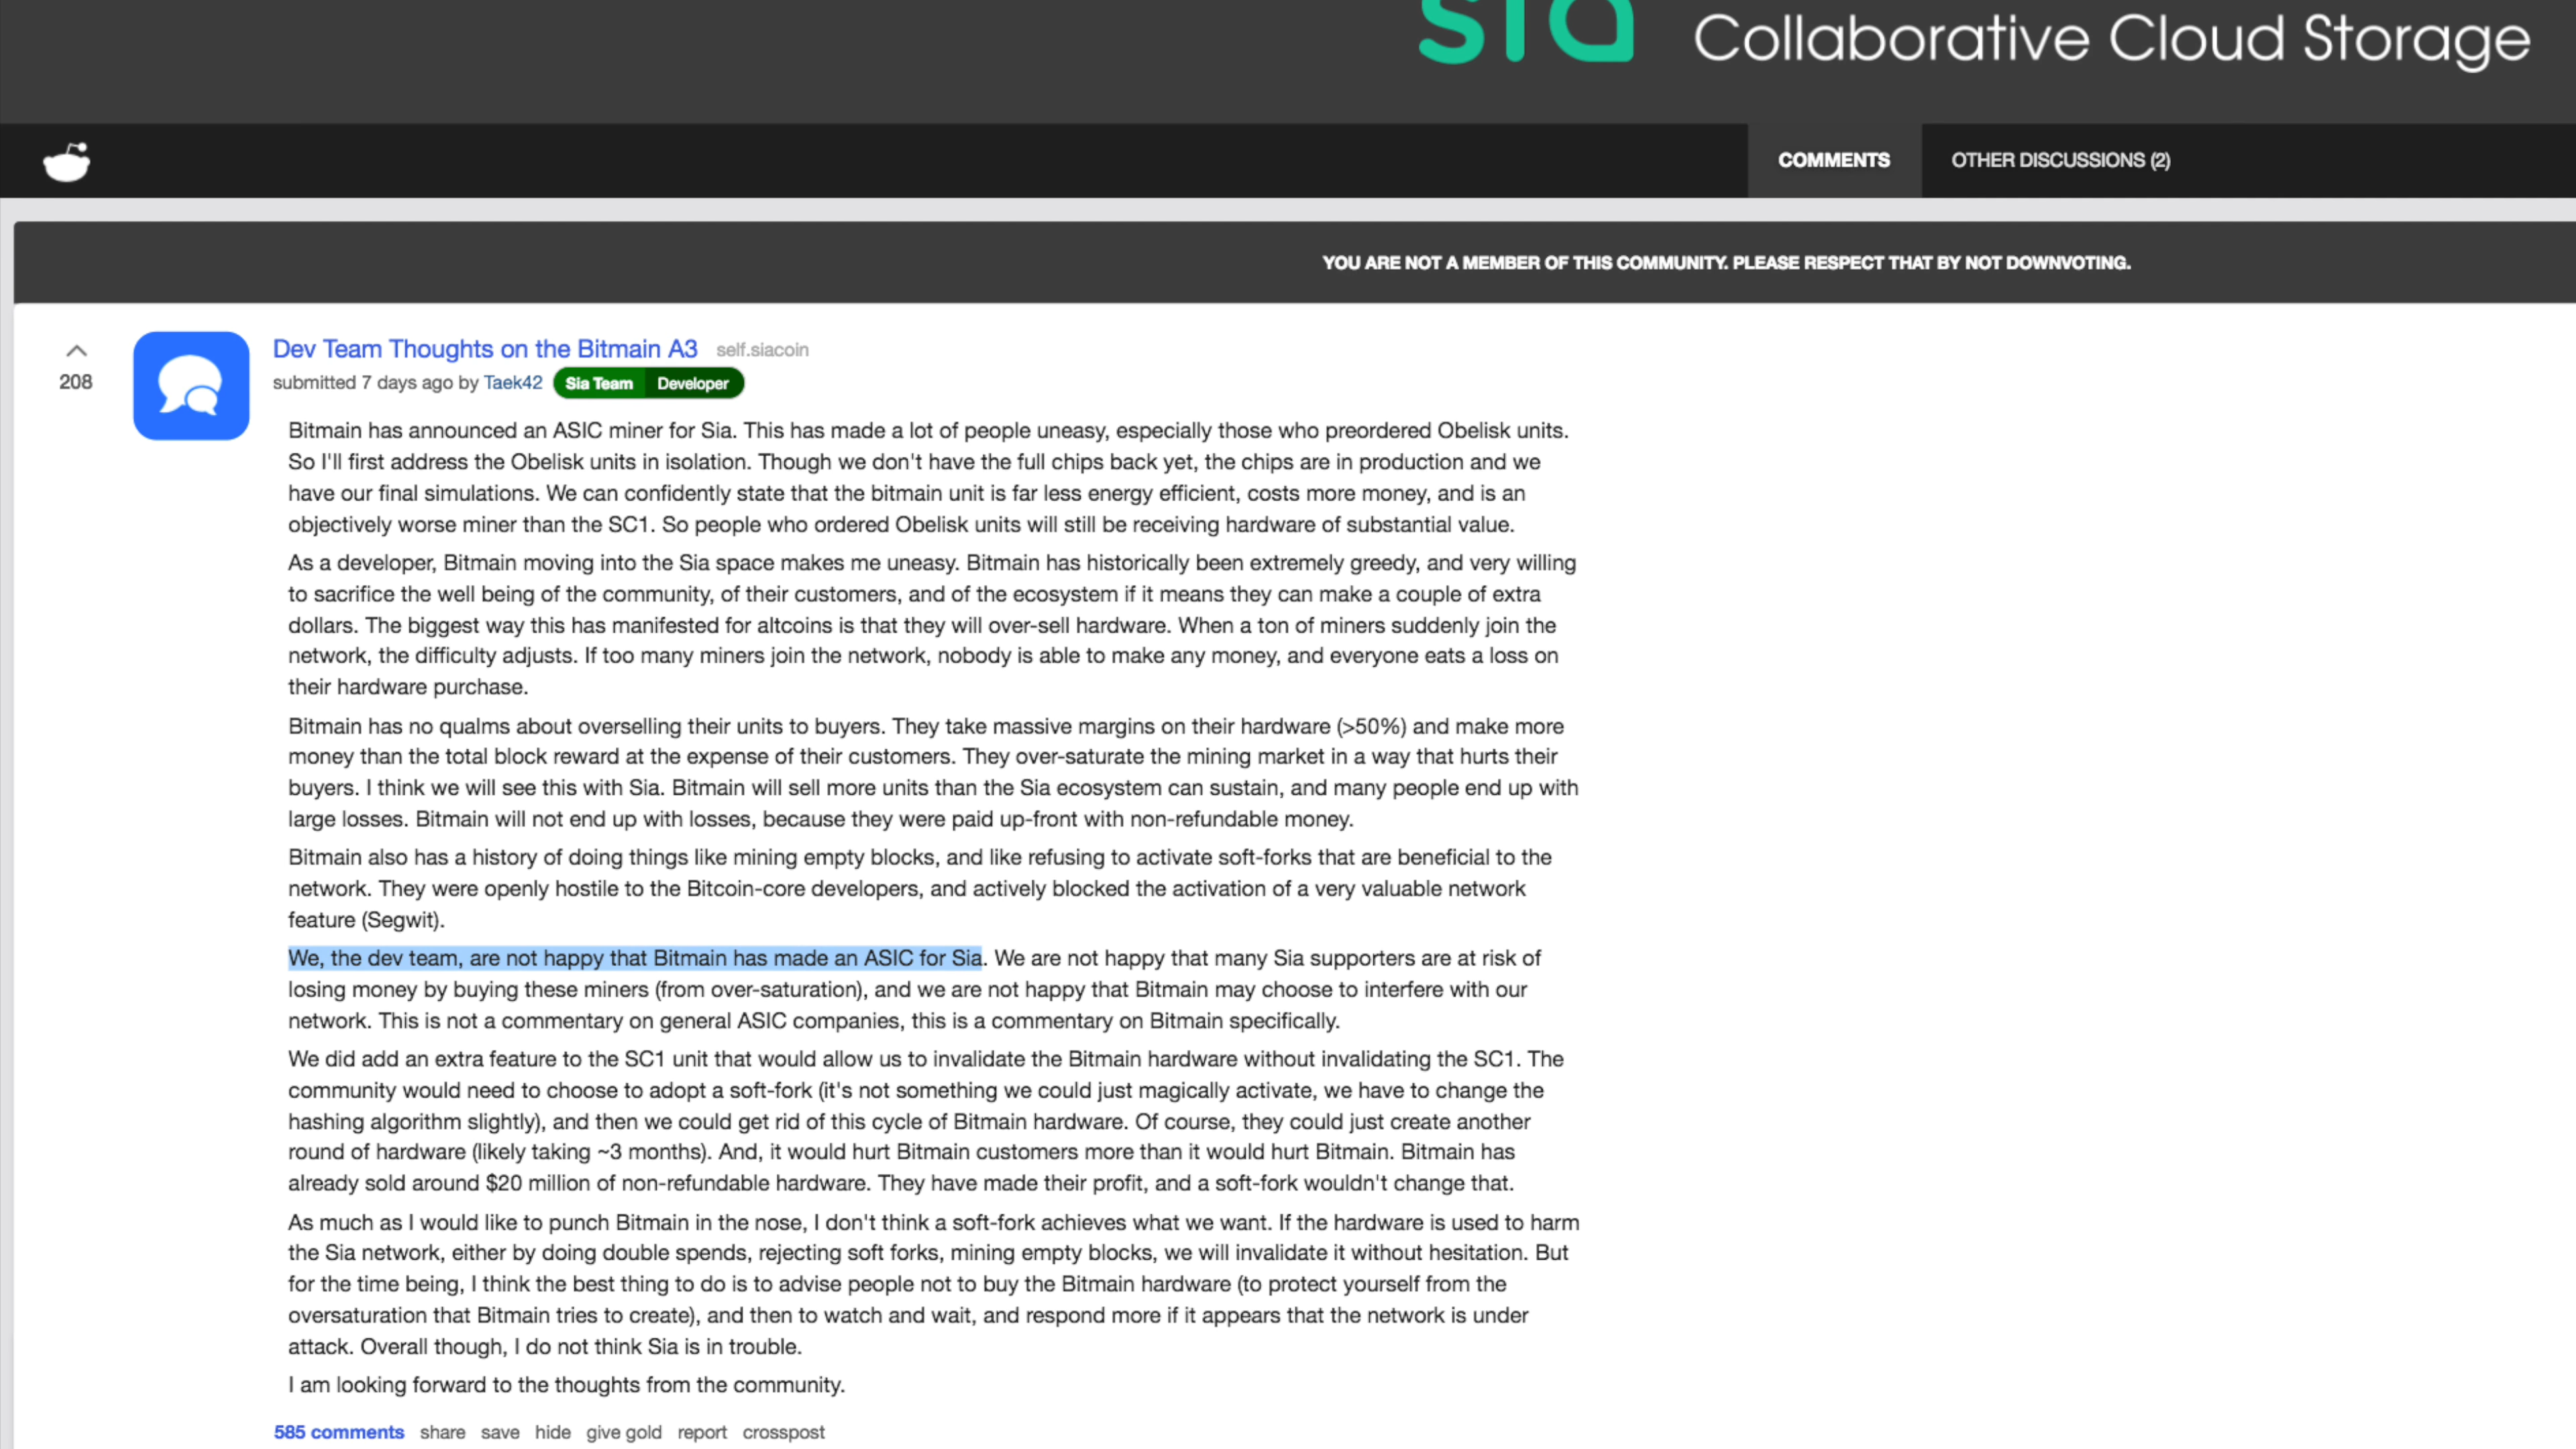 sia Collaborative Cloud Storage
COMMENTS OTHER DISCUSSIONS (2)
YOU ARE NOT A MEMBER OF THIS COMMUNITY. PLEASE RESPECT THAT BY NOT DOWNVOTING.
208
Dev Team Thoughts on the Bitmain A3 self.siacoin
submitted 7 days ago by Taek42 Sia Team Developer
Bitmain has announced an ASIC miner for Sia. This has made a lot of people uneasy, especially those who preordered Obelisk units.
So I'll first address the Obelisk units in isolation. Though we don't have the full chips back yet, the chips are in production and we
have our final simulations. We can confidently state that the bitmain unit is far less energy efficient, costs more money, and is an
objectively worse miner than the SC1. So people who ordered Obelisk units will still be receiving hardware of substantial value.
As a developer, Bitmain moving into the Sia space makes me uneasy. Bitmain has historically been extremely greedy, and very willing
to sacrifice the well being of the community, of their customers, and of the ecosystem if it means they can make a couple of extra
dollars. The biggest way this has manifested for altcoins is that they will over-sell hardware. When a ton of miners suddenly join the
network, the difficulty adjusts. If too many miners join the network, nobody is able to make any money, and everyone eats a loss on
their hardware purchase.
Bitmain has no qualms about overselling their units to buyers. They take massive margins on their hardware (>50%) and make more
money than the total block reward at the expense of their customers. They over-saturate the mining market in a way that hurts their
buyers. I think we will see this with Sia. Bitmain will sell more units than the Sia ecosystem can sustain, and many people end up with
large losses. Bitmain will not end up with losses, because they were paid up-front with non-refundable money.
Bitmain also has a history of doing things like mining empty blocks, and like refusing to activate soft-forks that are beneficial to the
network. They were openly hostile to the Bitcoin-core developers, and actively blocked the activation of a very valuable network
feature (Segwit).
We, the dev team, are not happy that Bitmain has made an ASIC for Sia. We are not happy that many Sia supporters are at risk of
losing money by buying these miners (from over-saturation), and we are not happy that Bitmain may choose to interfere with our
network. This is not a commentary on general ASIC companies, this is a commentary on Bitmain specifically.
We did add an extra feature to the SC1 unit that would allow us to invalidate the Bitmain hardware without invalidating the SC1. The
community would need to choose to adopt a soft-fork (it's not something we could just magically activate, we have to change the
hashing algorithm slightly), and then we could get rid of this cycle of Bitmain hardware. Of course, they could just create another
round of hardware (likely taking ~3 months). And, it would hurt Bitmain customers more than it would hurt Bitmain. Bitmain has
already sold around $20 million of non-refundable hardware. They have made their profit, and a soft-fork wouldn't change that.
As much as I would like to punch Bitmain in the nose, I don't think a soft-fork achieves what we want. If the hardware is used to harm
the Sia network, either by doing double spends, rejecting soft forks, mining empty blocks, we will invalidate it without hesitation. But
for the time being, I think the best thing to do is to advise people not to buy the Bitmain hardware (to protect yourself from the
oversaturation that Bitmain tries to create), and then to watch and wait, and respond more if it appears that the network is under
attack. Overall though, I do not think Sia is in trouble.
I am looking forward to the thoughts from the community.
585 comments share save hide give gold report crosspost